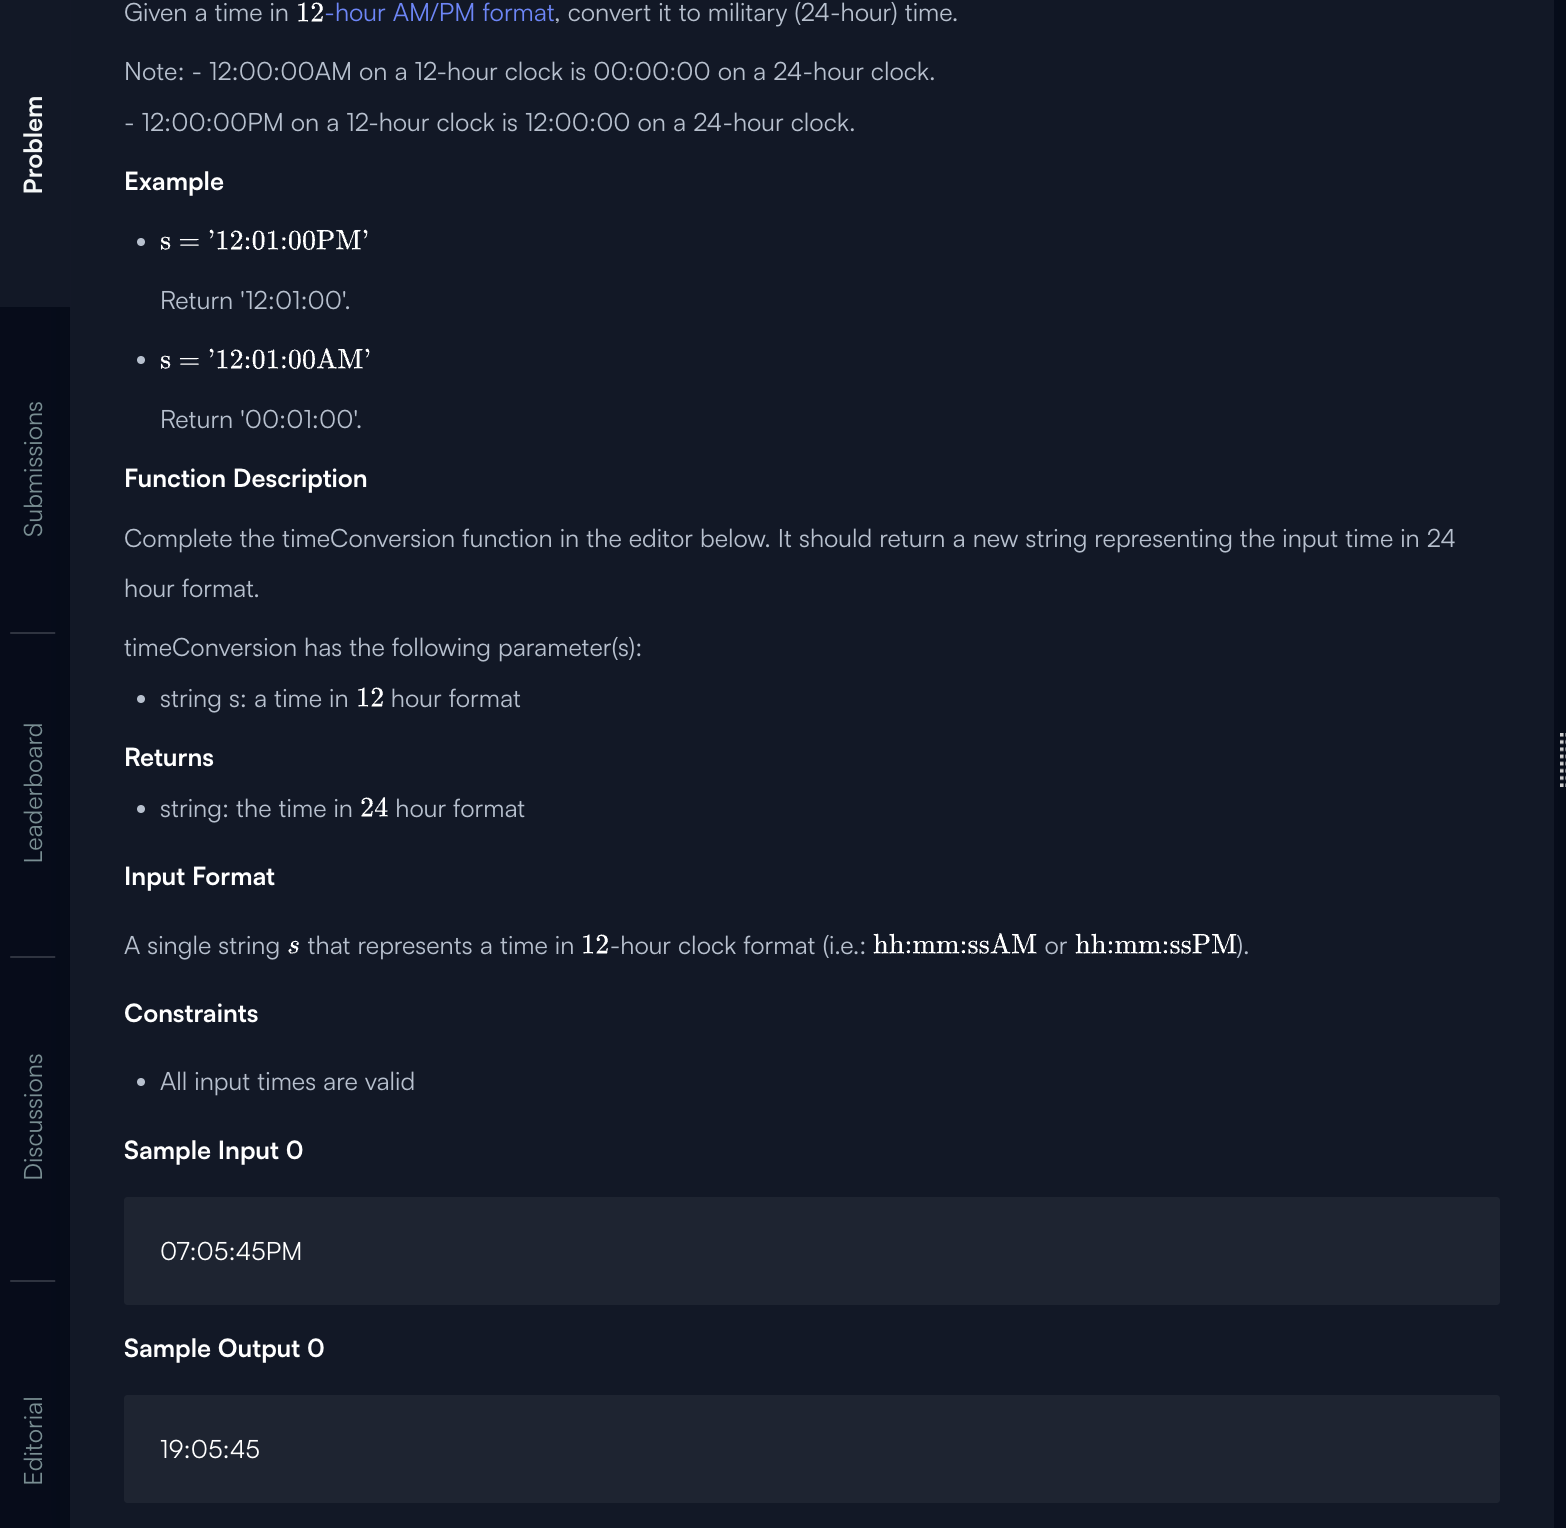 Given a time in 12-hour AM/PM format, convert it to military (24-hour) time.
Note: - 12:00:00AM on a 12-hour clock is 00:00:00 on a 24-hour clock.
- 12:00:00PM on a 12-hour clock is 12:00:00 on a 24-hour clock.
Example
• s = ’12:01:00PM’
Return '12:01:00'.
• s = ’12:01:00AM’
Return '00:01:00'.
Function Description
Complete the timeConversion function in the editor below. It should return a new string representing the input time in 24
hour format.
timeConversion has the following parameter(s):
• string s: a time in 12 hour format
Returns
• string: the time in 24 hour format
Input Format
A single string s that represents a time in 12-hour clock format (i.e.: hh:mm:ssAM or hh:mm:ssPM).
Constraints
• All input times are valid
Sample Input 0
07:05:45PM
Sample Output 0
19:05:45
Problem
Submissions
Leaderboard
Discussions
Editorial